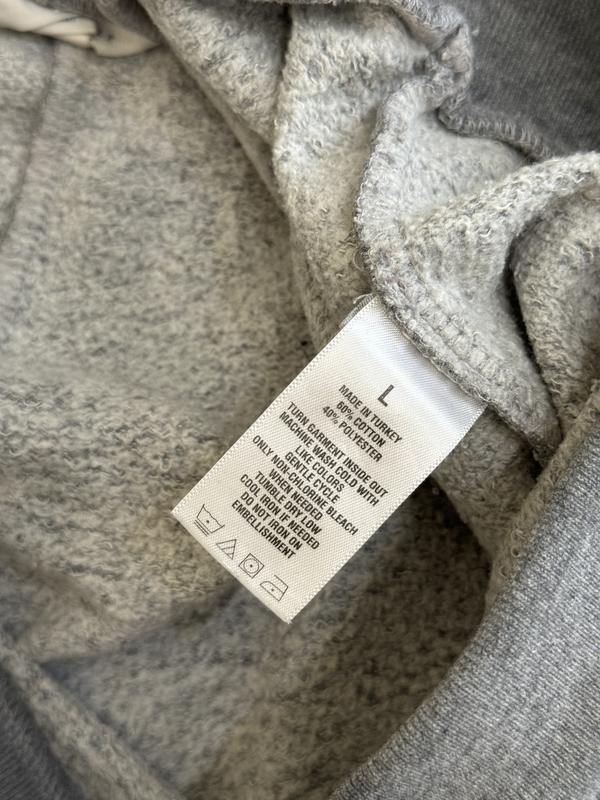 L
MADE IN TURKEY
60% COTTON
40% POLYESTER
TURN GARMENT INSIDE OUT
MACHINE WASH COLD WITH
LIKE COLORS
GENTLE CYCLE
ONLY NON-CHLORINE BLEACH
WHEN NEEDED
TUMBLE DRY LOW
COOL IRON IF NEEDED
DO NOT IRON ON
EMBELLISHMENT